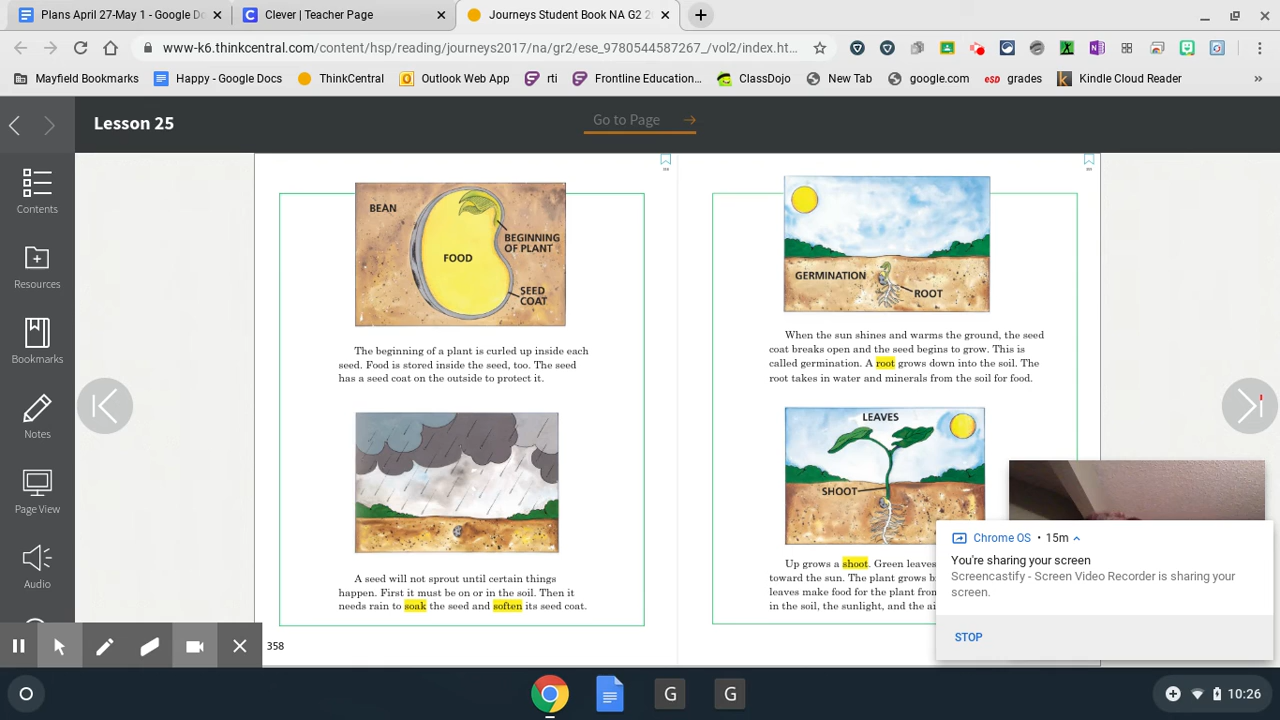 Plans April 27-May 1 - Google Do
Clever | Teacher Page
Journeys Student Book NA G2 2
www-k6.thinkcentral.com/content/hsp/reading/journeys2017/na/gr2/ese_9780544587267_/vol2/index.ht...
Mayfield Bookmarks
Happy - Google Docs
ThinkCentral
Outlook Web App
rti
Frontline Education...
ClassDojo
New Tab
google.com
esd grades
Kindle Cloud Reader
Lesson 25
Go to Page
Contents
Resources
Bookmarks
Notes
Page View
Audio
BEAN
FOOD
BEGINNING
OF PLANT
SEED
COAT
The beginning of a plant is curled up inside each
seed. Food is stored inside the seed, too. The seed
has a seed coat on the outside to protect it.
A seed will not sprout until certain things
happen. First it must be on or in the soil. Then it
needs rain to soak the seed and soften its seed coat.
358
GERMINATION
ROOT
When the sun shines and warms the ground, the seed
coat breaks open and the seed begins to grow. This is
called germination. A root grows down into the soil. The
root takes in water and minerals from the soil for food.
LEAVES
SHOOT
Up grows a shoot. Green leaves
toward the sun. The plant grows b
leaves make food for the plant from
in the soil, the sunlight, and the ai
Chrome OS • 15m
You're sharing your screen
Screencastify - Screen Video Recorder is sharing your
screen.
STOP
G
G
10:26